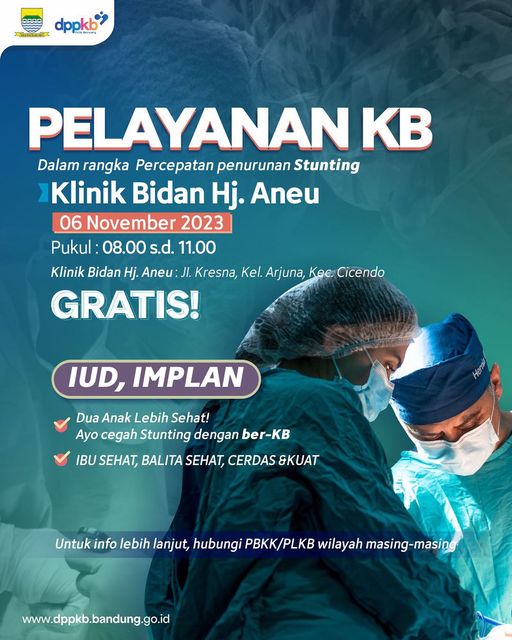 dppkb
PELAYANAN KB
Dalam rangka Percepatan penurunan Stunting
Klinik Bidan Hj. Aneu
06 November 2023
Pukul : 08.00 s.d. 11.00
Klinik Bidan Hj. Aneu : Jl. Kresna, Kel. Arjuna, Kec. Cicendo
GRATIS!
IUD, IMPLAN
Dua Anak Lebih Sehat!
Ayo cegah Stunting dengan ber-KB
IBU SEHAT, BALITA SEHAT, CERDAS &KUAT
Untuk info lebih lanjut, hubungi PBKK/PLKB wilayah masing-masing
www.dppkb.bandung.go.id